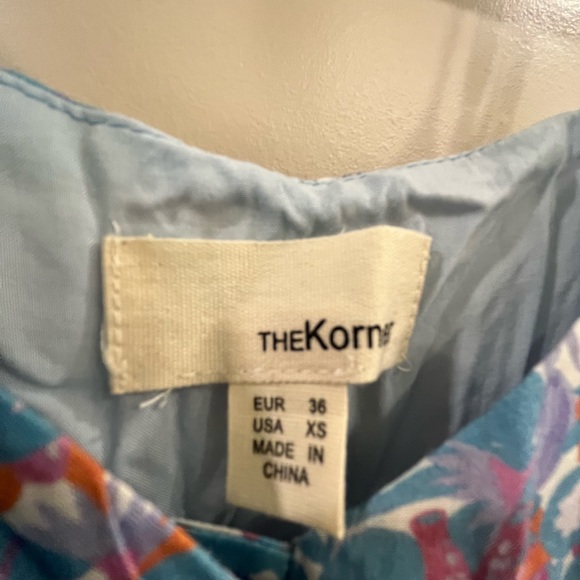 THEKorner
EUR 36
USA XS
MADE IN
CHINA